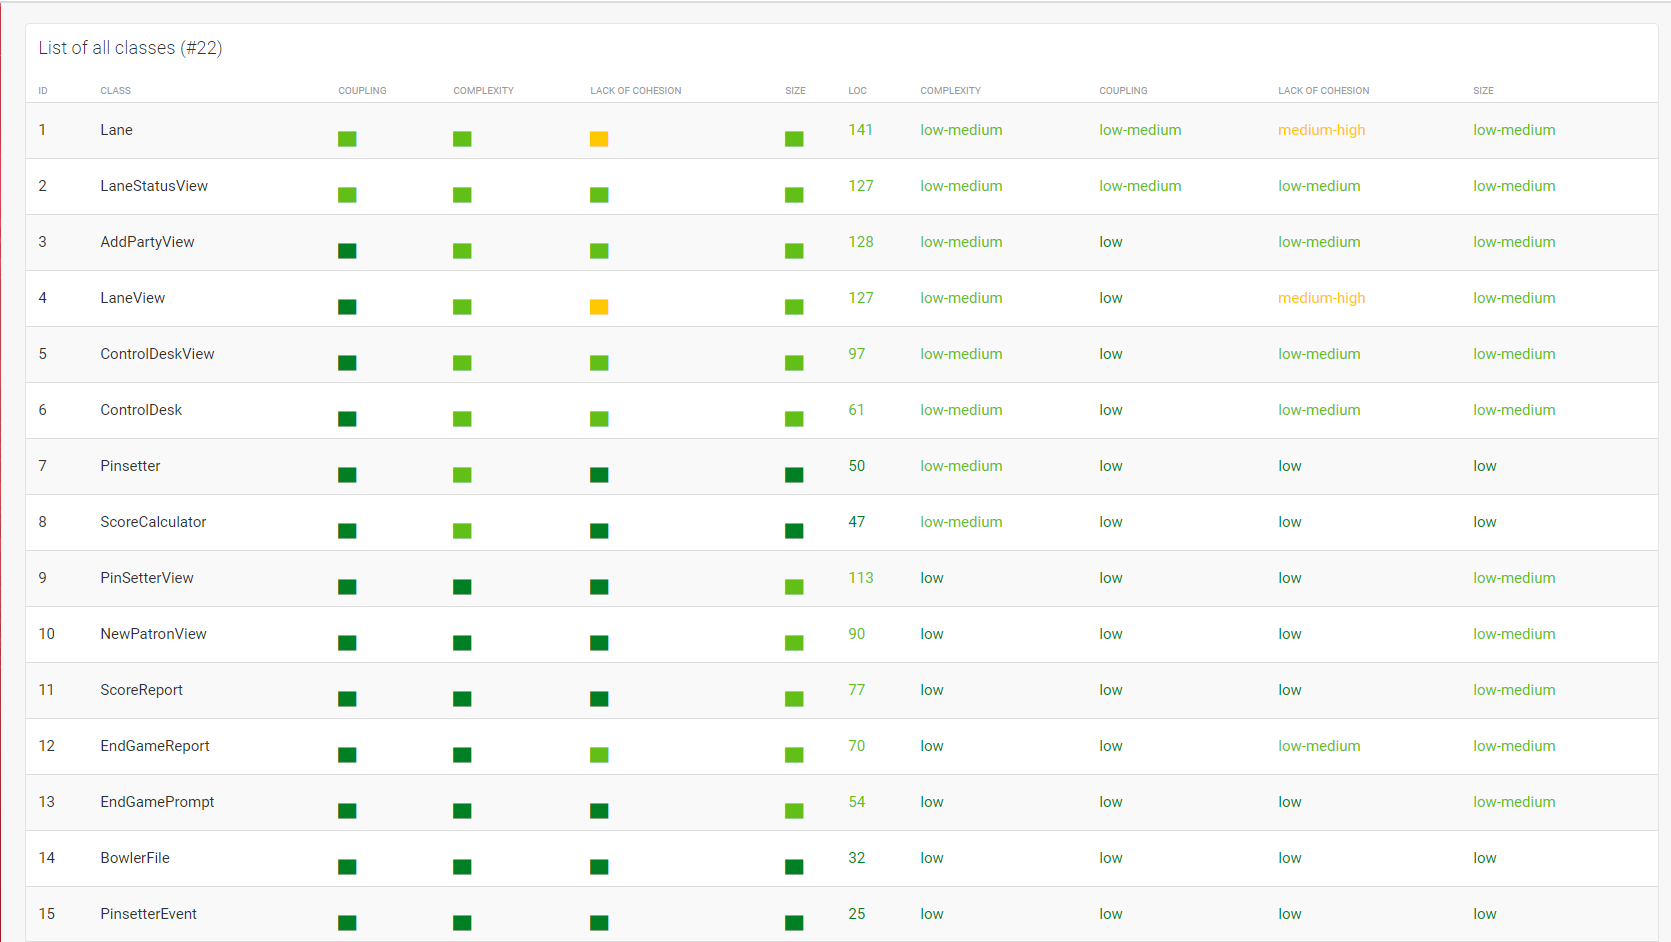 List of all classes (#22)
ID CLASS COUPLING COMPLEXITY LACK OF COHESION SIZE LOC COMPLEXITY COUPLING LACK OF COHESION SIZE
1 Lane 141 low-medium low-medium medium-high low-medium
2 LaneStatusView 127 low-medium low-medium low-medium low-medium
3 AddPartyView 128 low-medium low low-medium low-medium
4 LaneView 127 low-medium low medium-high low-medium
5 ControlDeskView 97 low-medium low low-medium low-medium
6 ControlDesk 61 low-medium low low-medium low-medium
7 Pinsetter 50 low-medium low low low
8 ScoreCalculator 47 low-medium low low low
9 PinSetterView 113 low low low low-medium
10 NewPatronView 90 low low low low-medium
11 ScoreReport 77 low low low low-medium
12 EndGameReport 70 low low low-medium low-medium
13 EndGamePrompt 54 low low low low-medium
14 BowlerFile 32 low low low low
15 PinsetterEvent 25 low low low low